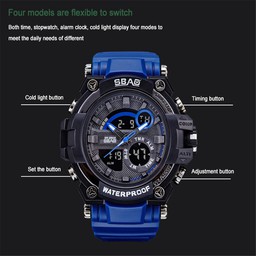 Four models are flexible to switch
Both time, stopwatch, alarm clock, cold light display four modes to
meet the daily needs of different
Cold light button
Timing button
SBAO
Set the button
Adjustment button
WATERPROOF